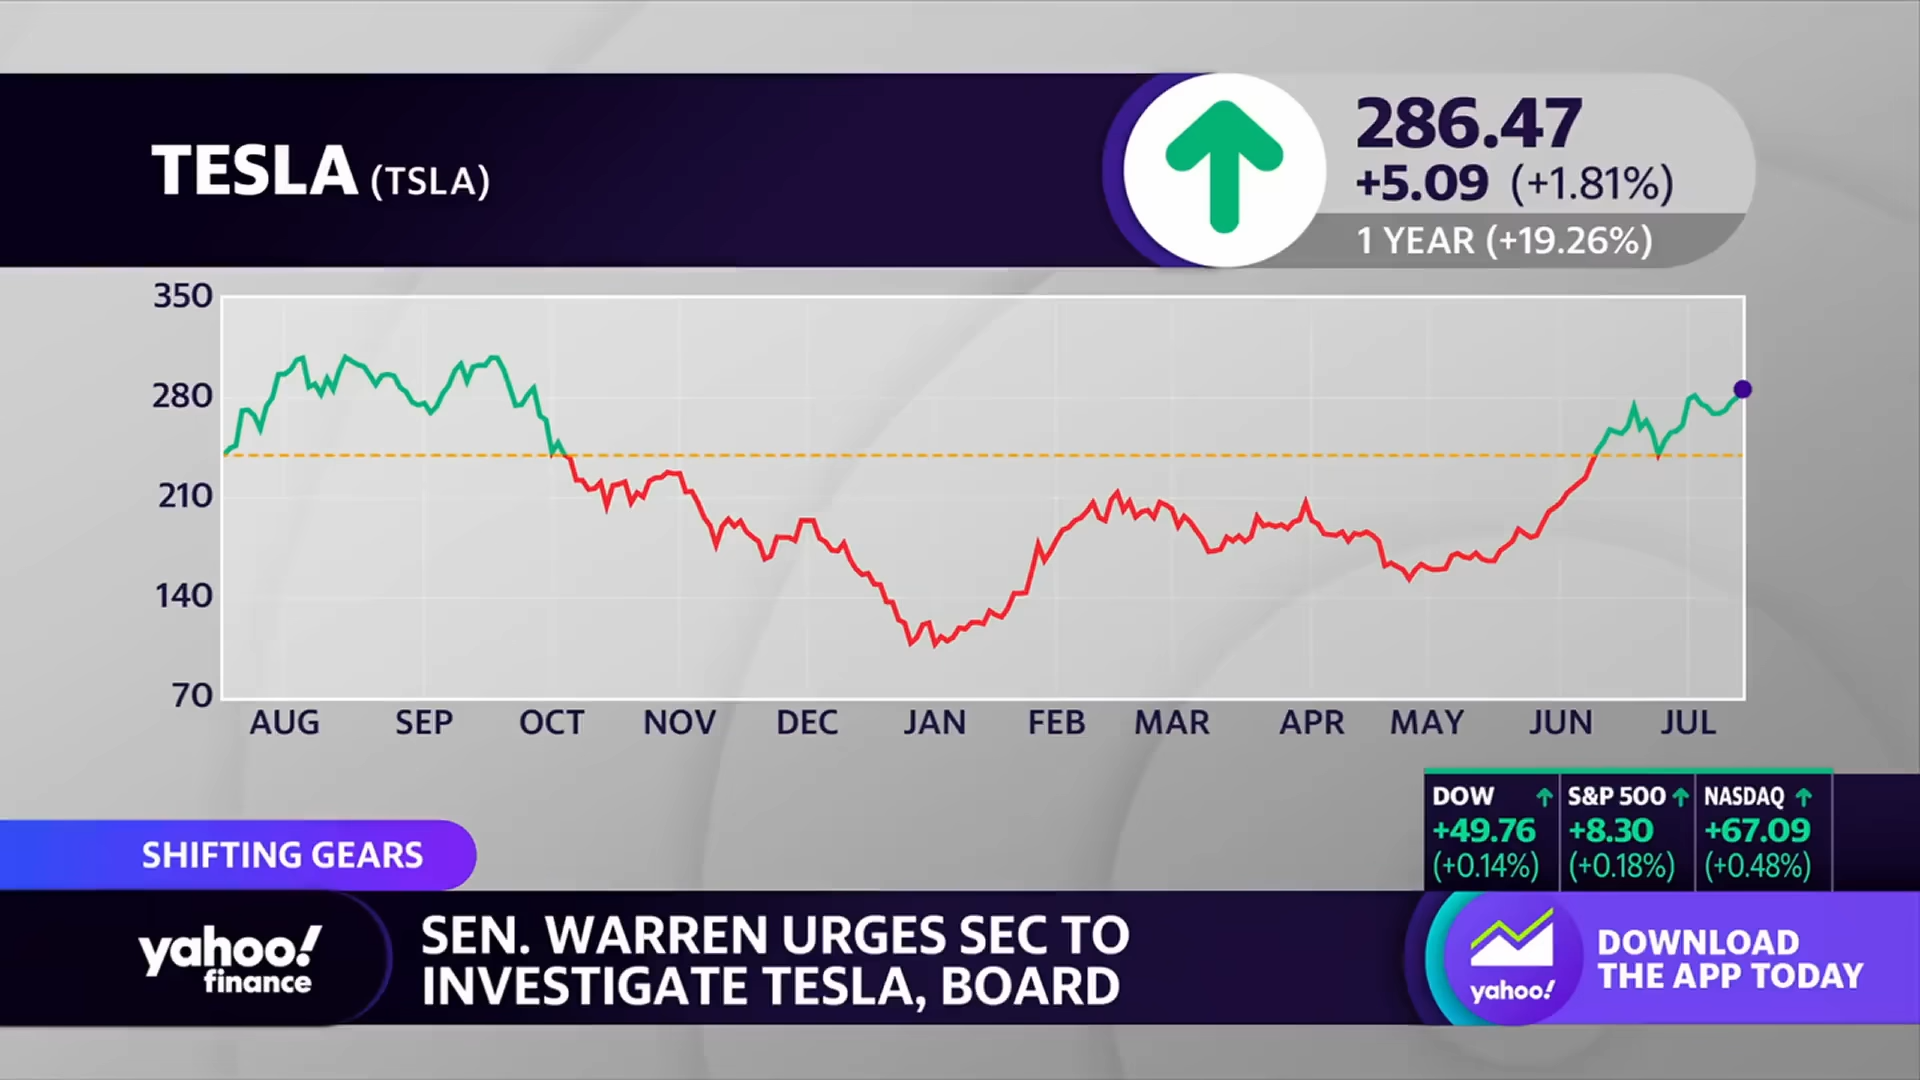 TESLA (TSLA)
286.47
+5.09 (+1.81%)
1 YEAR (+19.26%)
350
280
210
140
70
AUG SEP OCT NOV DEC JAN FEB MAR APR MAY JUN JUL
DOW S&P 500 NASDAQ
+49.76 +8.30 +67.09
(+0.14%) (+0.18%) (+0.48%)
SHIFTING GEARS
yahoo!
finance
SEN. WARREN URGES SEC TO
INVESTIGATE TESLA, BOARD
yahoo!
DOWNLOAD
THE APP TODAY